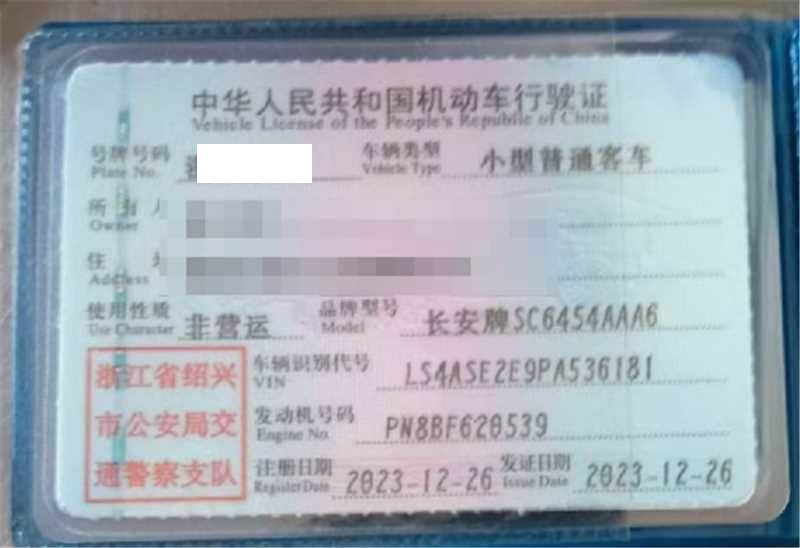 中华人民共和国机动车行驶证
Vehicle License of the People's Republic of China
号牌号码 车辆类型 小型普通客车
Plate No. Vehicle Type
所有人
Owner
住
Address
使用性质 非营运 品牌型号 长安牌SC6454AAA6
Use Character Model
浙江省绍兴 车辆识别代号 LS4ASE2E9PA536181
VIN
市公安局交 发动机号码 PN8BF620539
Engine No.
通警察支队 注册日期 2023-12-26 发证日期 2023-12-26
Register Date Issue Date